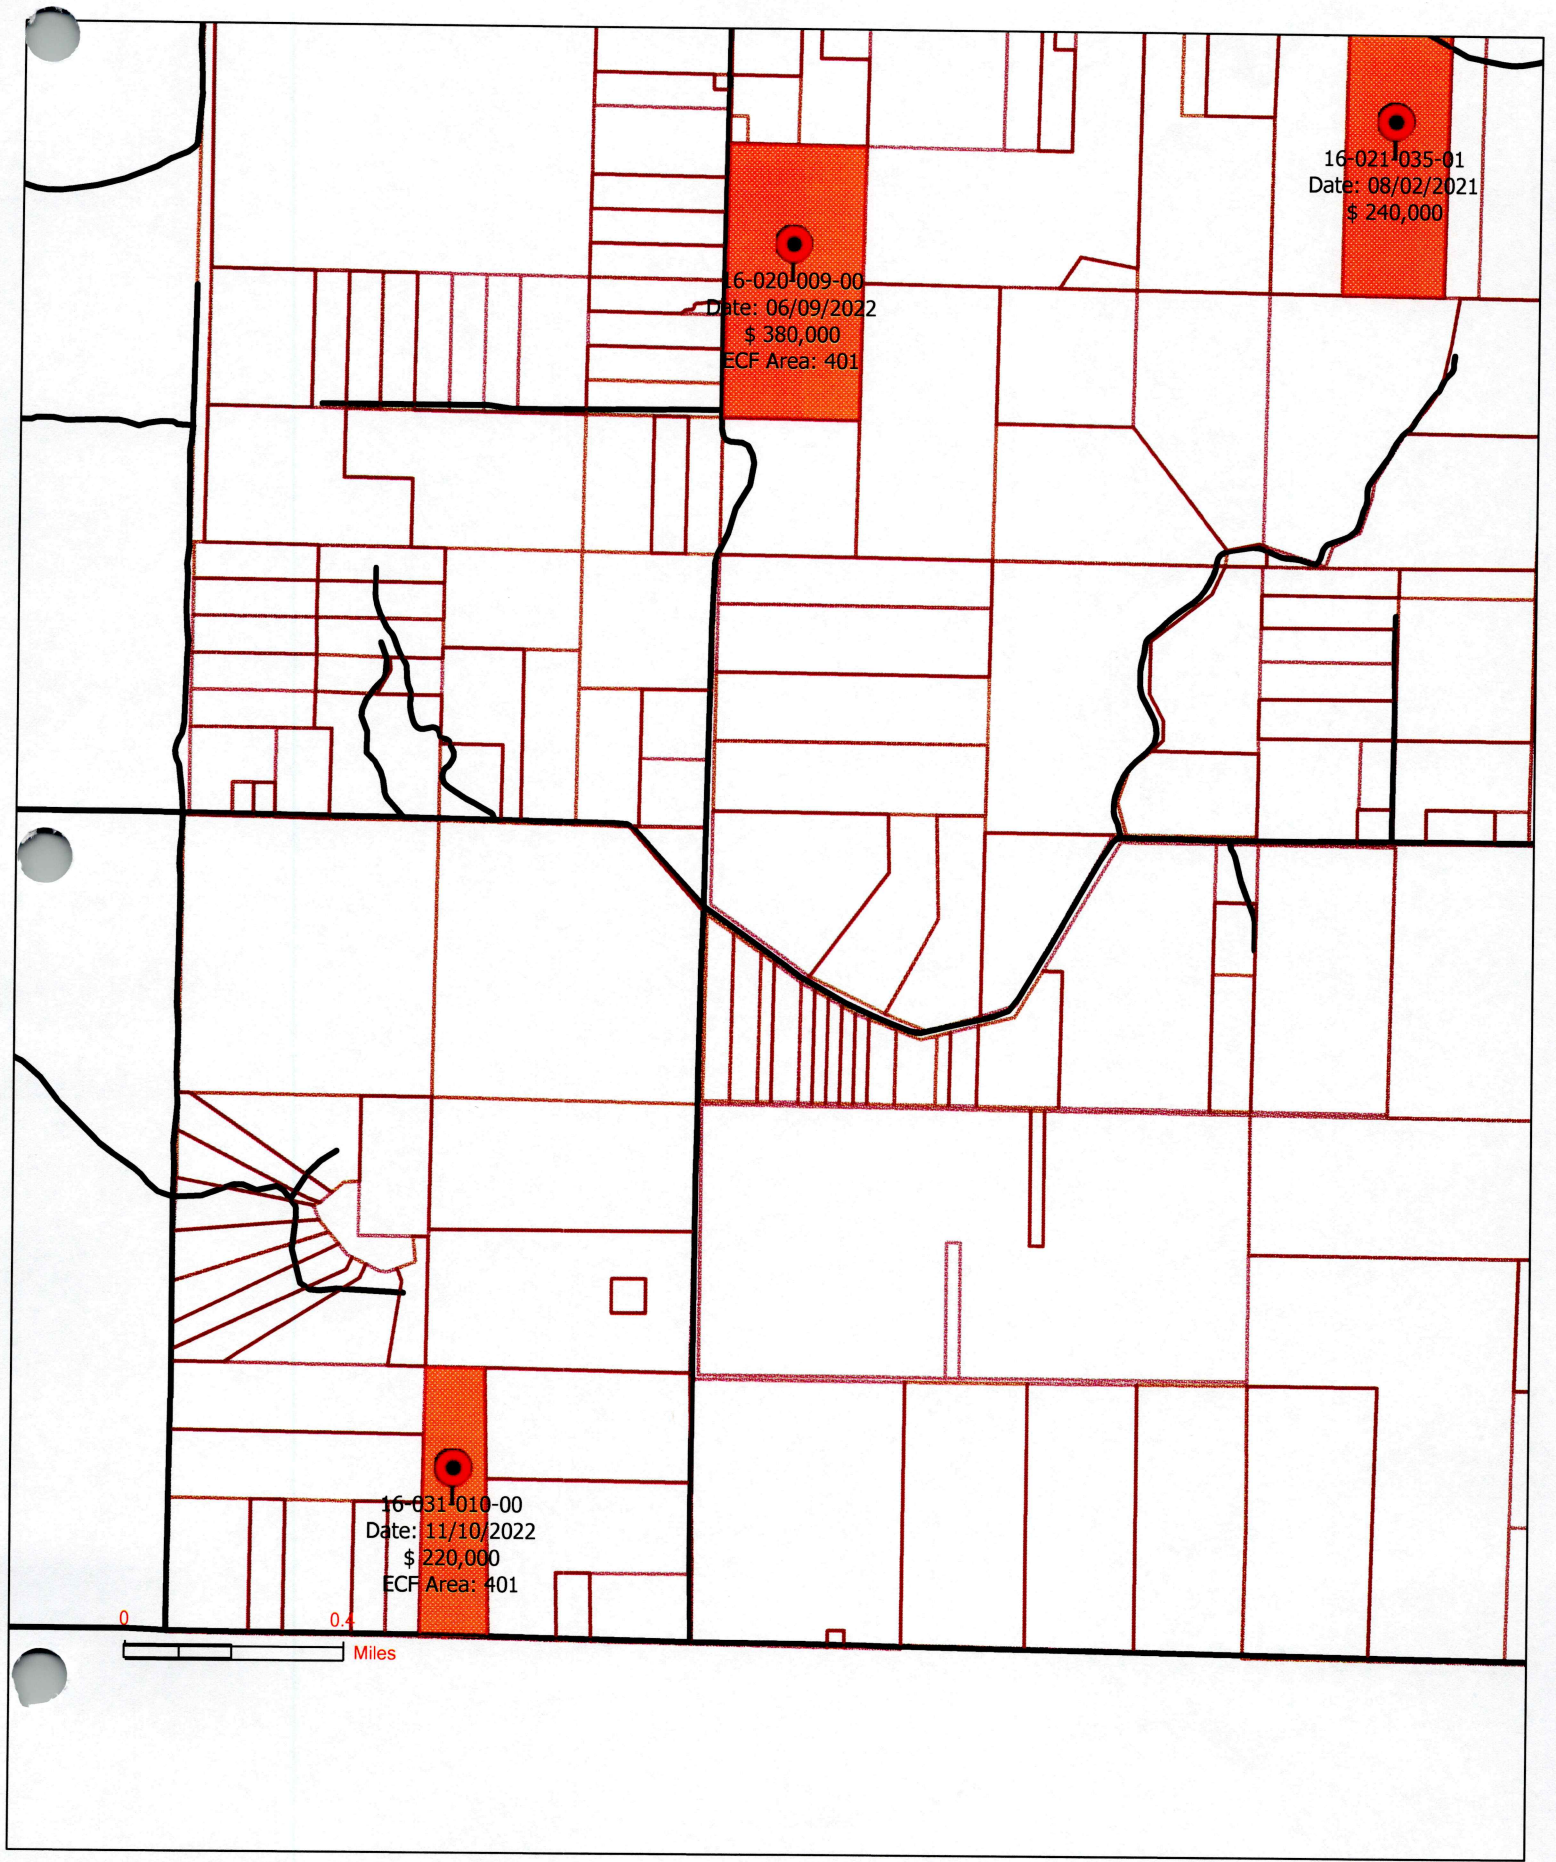 16-021-035-01
Date: 08/02/2021
$ 240,000
16-020-009-00
Date: 06/09/2022
$ 380,000
ECF Area: 401
16-031-010-00
Date: 11/10/2022
$ 220,000
ECF Area: 401
0 0.4
Miles